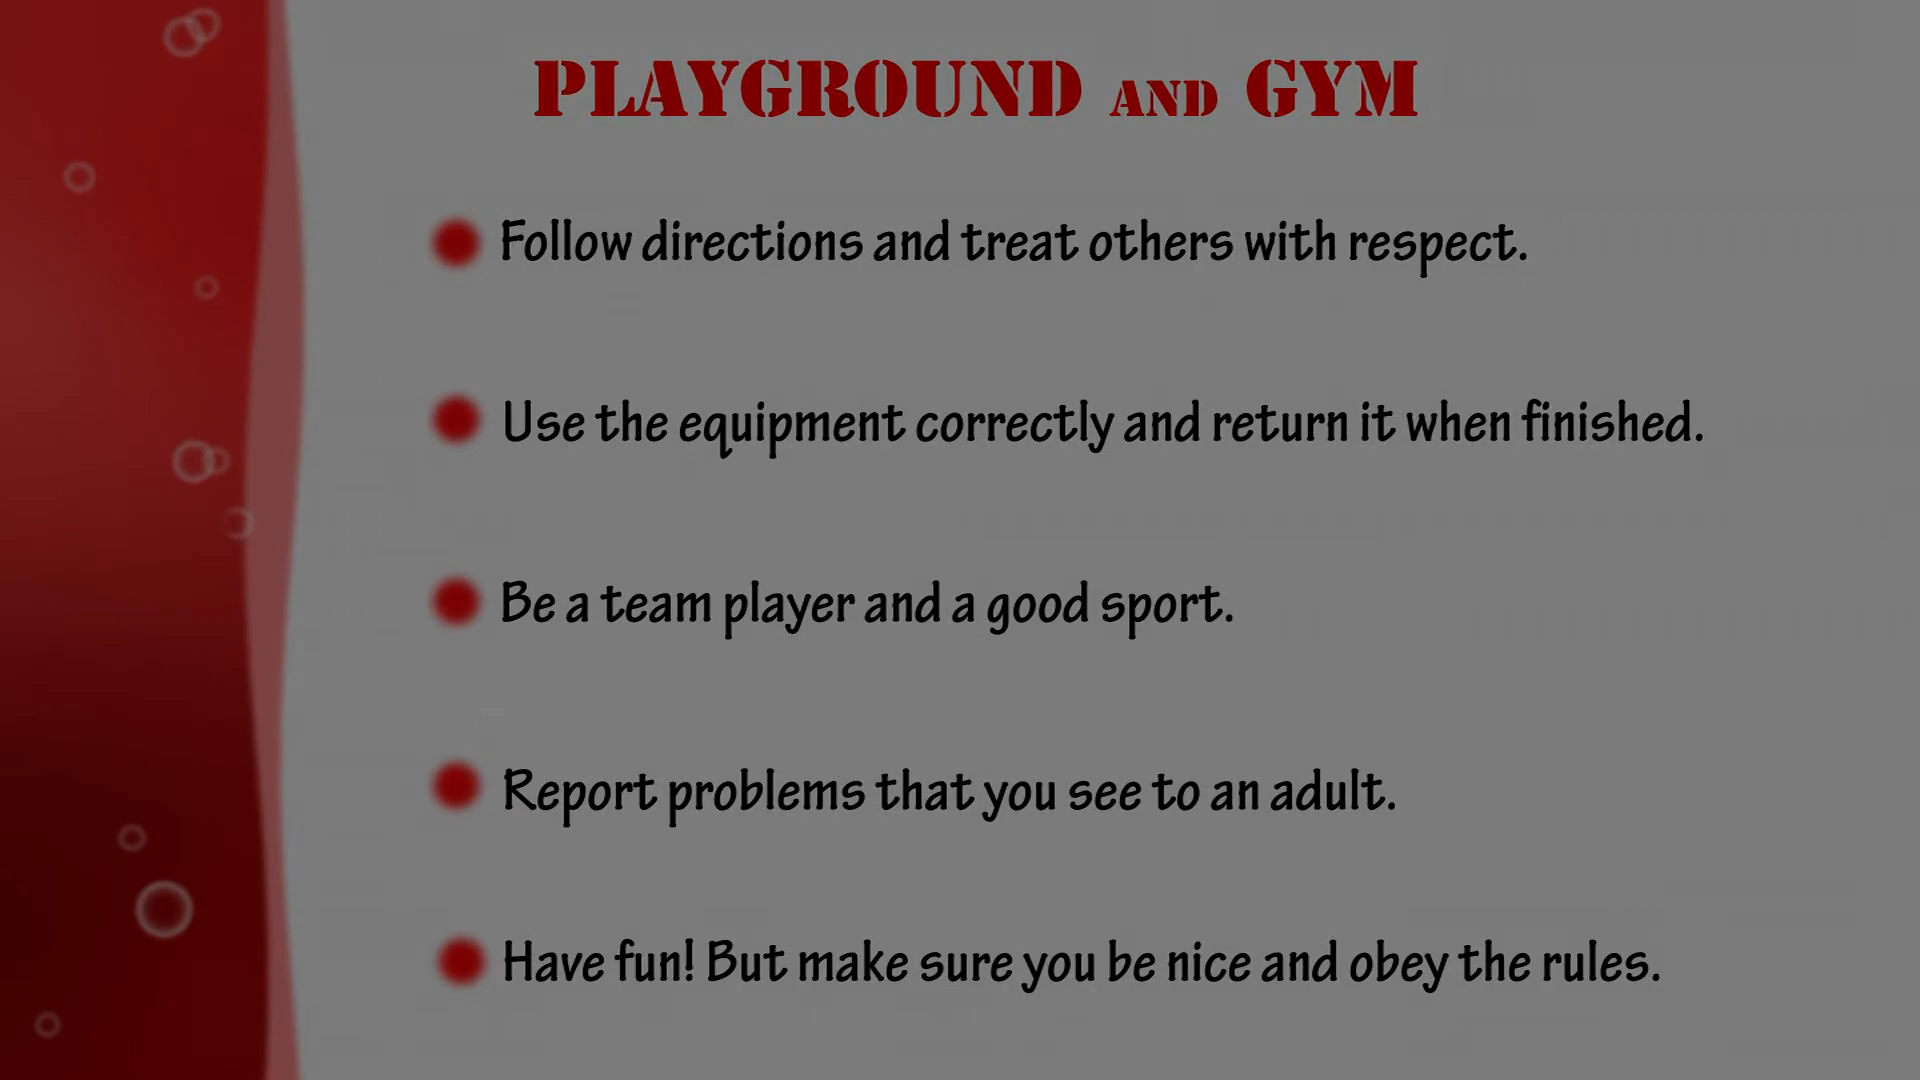 PLAYGROUND AND GYM
Follow directions and treat others with respect.
Use the equipment correctly and return it when finished.
Be a team player and a good sport.
Report problems that you see to an adult.
Have fun! But make sure you be nice and obey the rules.